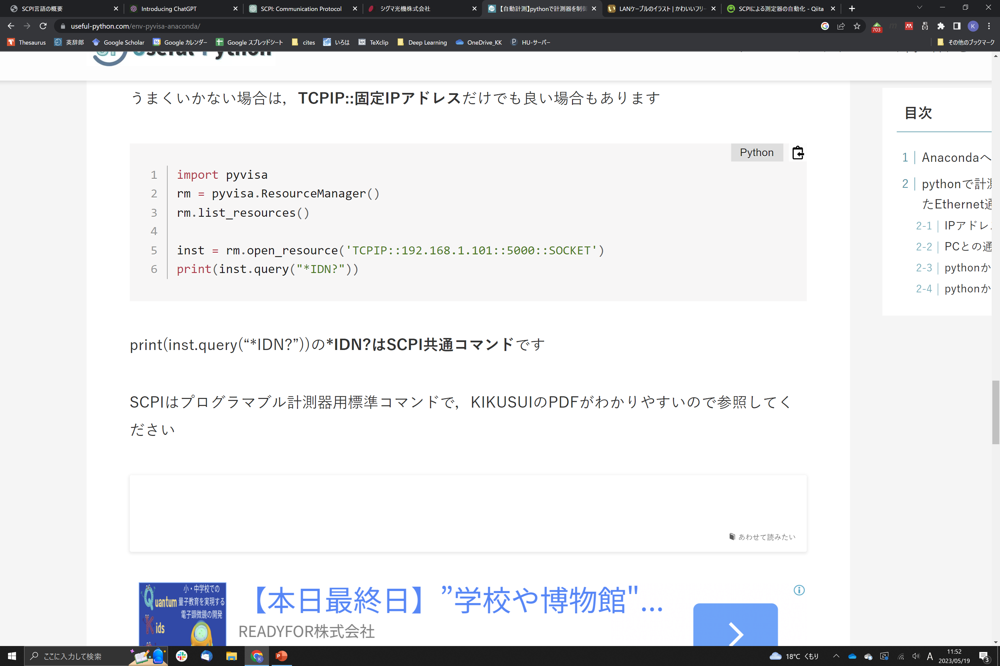 SCPI言語の概要
Introducing ChatGPT
SCPI: Communication Protocol
シグマ光機株式会社
【自動計測】pythonで計測器を制御
LANケーブルのイラスト | かわいいフリー
SCPIによる測定器の自動化 - Qiita
useful-python.com/env-pyvisa-anaconda/
703
K
Thesaurus
英辞郎
Google Scholar
16
Google カレンダー
Google スプレッドシート
cites
いろは
TeX
TeXclip
Deep Learning
OneDrive_KK
P
HU-サーバー
その他のブックマーク
Useful Python
うまくいかない場合は，TCPIP::固定IPアドレスだけでも良い場合もあります
Python
1 import pyvisa
2 rm = pyvisa.ResourceManager()
3 rm.list_resources()
4
5 inst = rm.open_resource('TCPIP::192.168.1.101::5000::SOCKET')
6 print(inst.query("*IDN?"))
print(inst.query(“*IDN?”))の*IDN?はSCPI共通コマンドです
SCPIはプログラマブル計測器用標準コマンドで，KIKUSUIのPDFがわかりやすいので参照してく
ださい
あわせて読みたい
Quantum
Kids
小・中学校での
量子教育を実現する
電子顕微鏡の開発
【本日最終日】”学校や博物館"...
READYFOR株式会社
目次
1 Anacondaへ
2 pythonで計測
たEthernet通
2-1 IPアドレス
2-2 PCとの通
2-3 pythonか
2-4 pythonか
ここに入力して検索
K
P
18°C くもり
A
11:52
2023/05/19
3